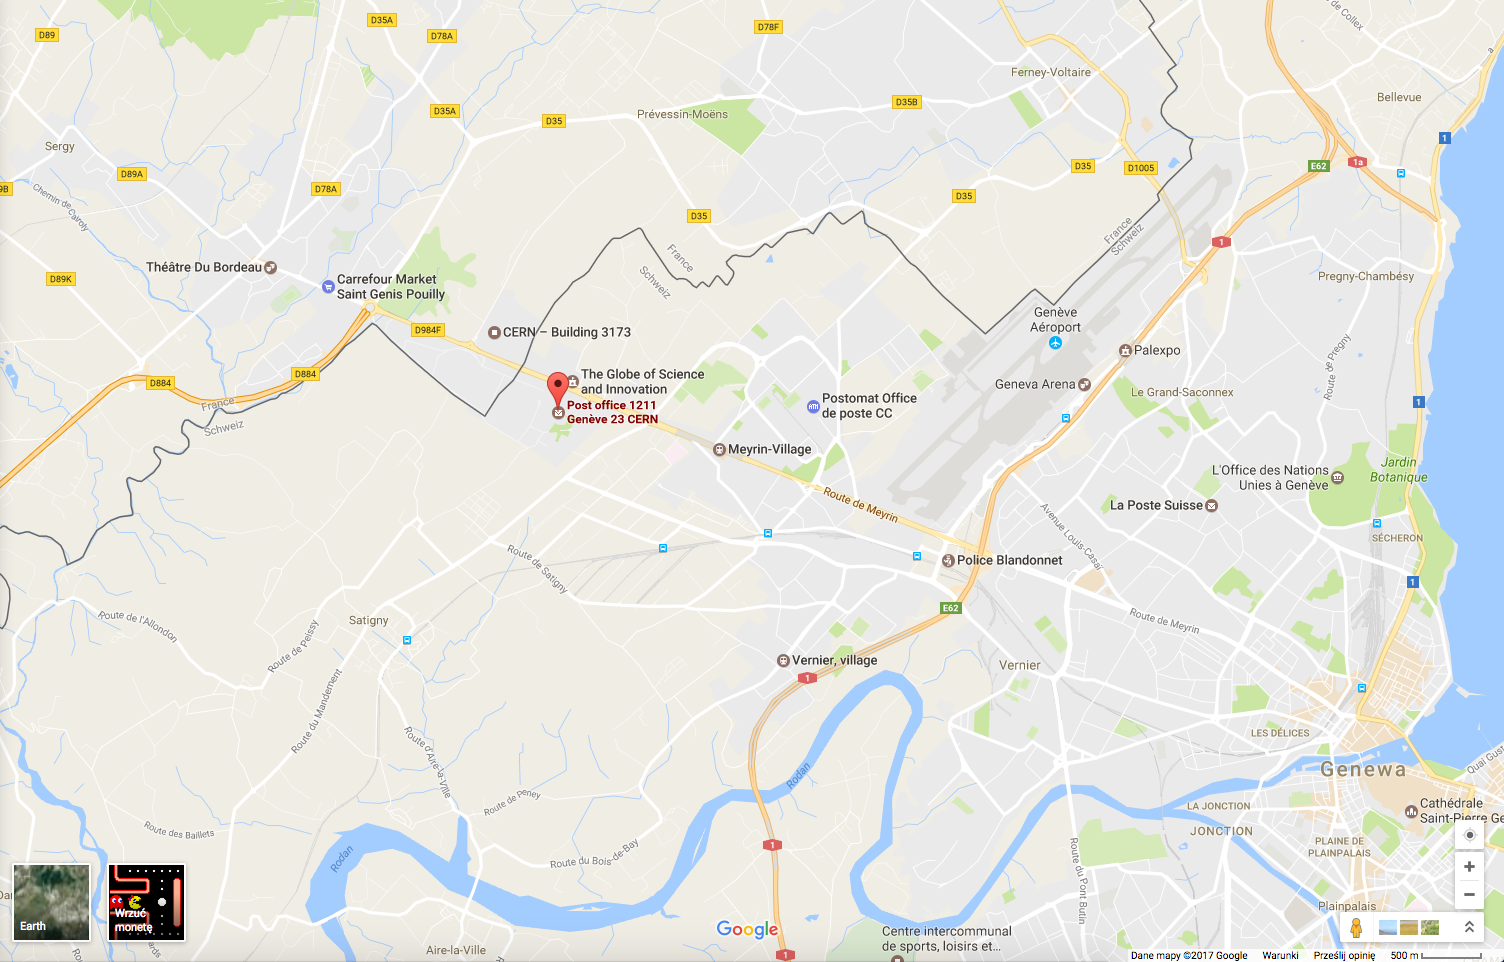 D89
D35A
D78A
D78F
de Collex
Ferney-Voltaire
Bellevue
D35A
D35B
Prévessin-Moëns
D35
1
Sergy
D89A
D78A
D35
D1005
E62
1a
9B
Chemin de Caroly
D35
D35
France
Schweiz
1
Théâtre Du Bordeau
D89K
Carrefour Market
Saint Genis Pouilly
France
Schweiz
Pregny-Chambésy
Genève
Aéroport
D984F
CERN – Building 3173
Palexpo
Route de Pregny
D884
D884
The Globe of Science
and Innovation
Geneva Arena
Le Grand-Saconnex
Post office 1211
Genève 23 CERN
ATM
Postomat Office
de poste CC
1
France
Schweiz
Meyrin-Village
L'Office des Nations
Unies à Genève
Jardin
Botanique
Route de Meyrin
La Poste Suisse
Avenue Louis-Casaï
SÉCHERON
Route de Satigny
Police Blandonnet
1
E62
Route de l'Allondon
Satigny
Route de Peissy
Route de Meyrin
Vernier, village
Vernier
1
Route du Mandement
Route d'Aire-la-Ville
LES DÉLICES
Rodan
Genewa
Quai Gus
Route de Peney
LA JONCTION
Cathédrale
Saint-Pierre Ge
Route des Baillets
JONCTION
1
PLAINE DE
PLAINPALAIS
Rodan
Route du Bois-de-Bay
Route du Pont Butin
Plainpalais
Earth
Wrzuć
monetę
Google
Aire-la-Ville
Centre intercommunal
de sports, loisirs et...
1
Dane mapy ©2017 Google Warunki Prześlij opinię 500 m